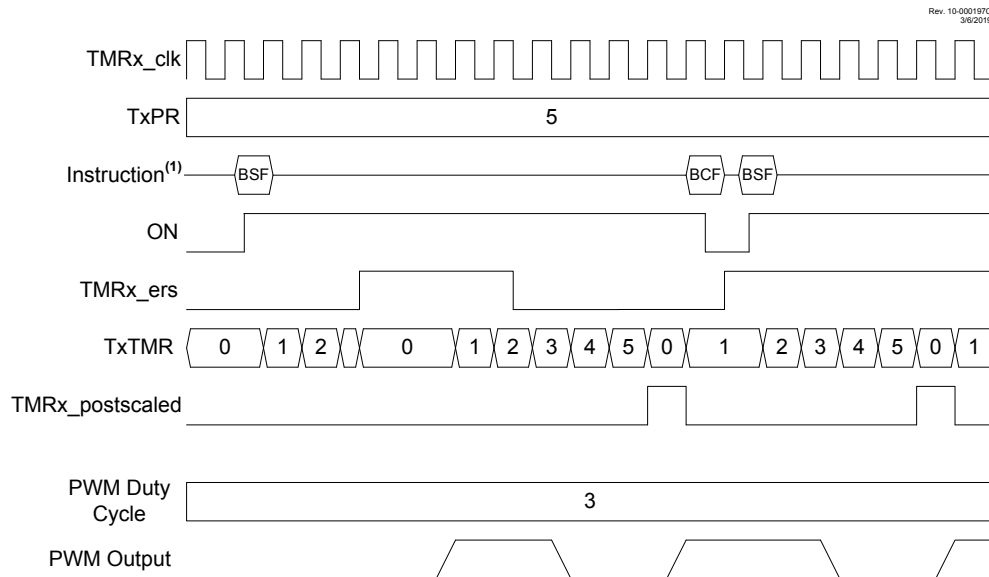 Rev. 10-000197C
3/6/2019
TMRx_clk
TxPR 5
Instruction(1) BSF BCF BSF
ON
TMRx_ers
TxTMR 0 1 2 0 1 2 3 4 5 0 1 2 3 4 5 0 1
TMRx_postscaled
PWM Duty
Cycle
3
PWM Output